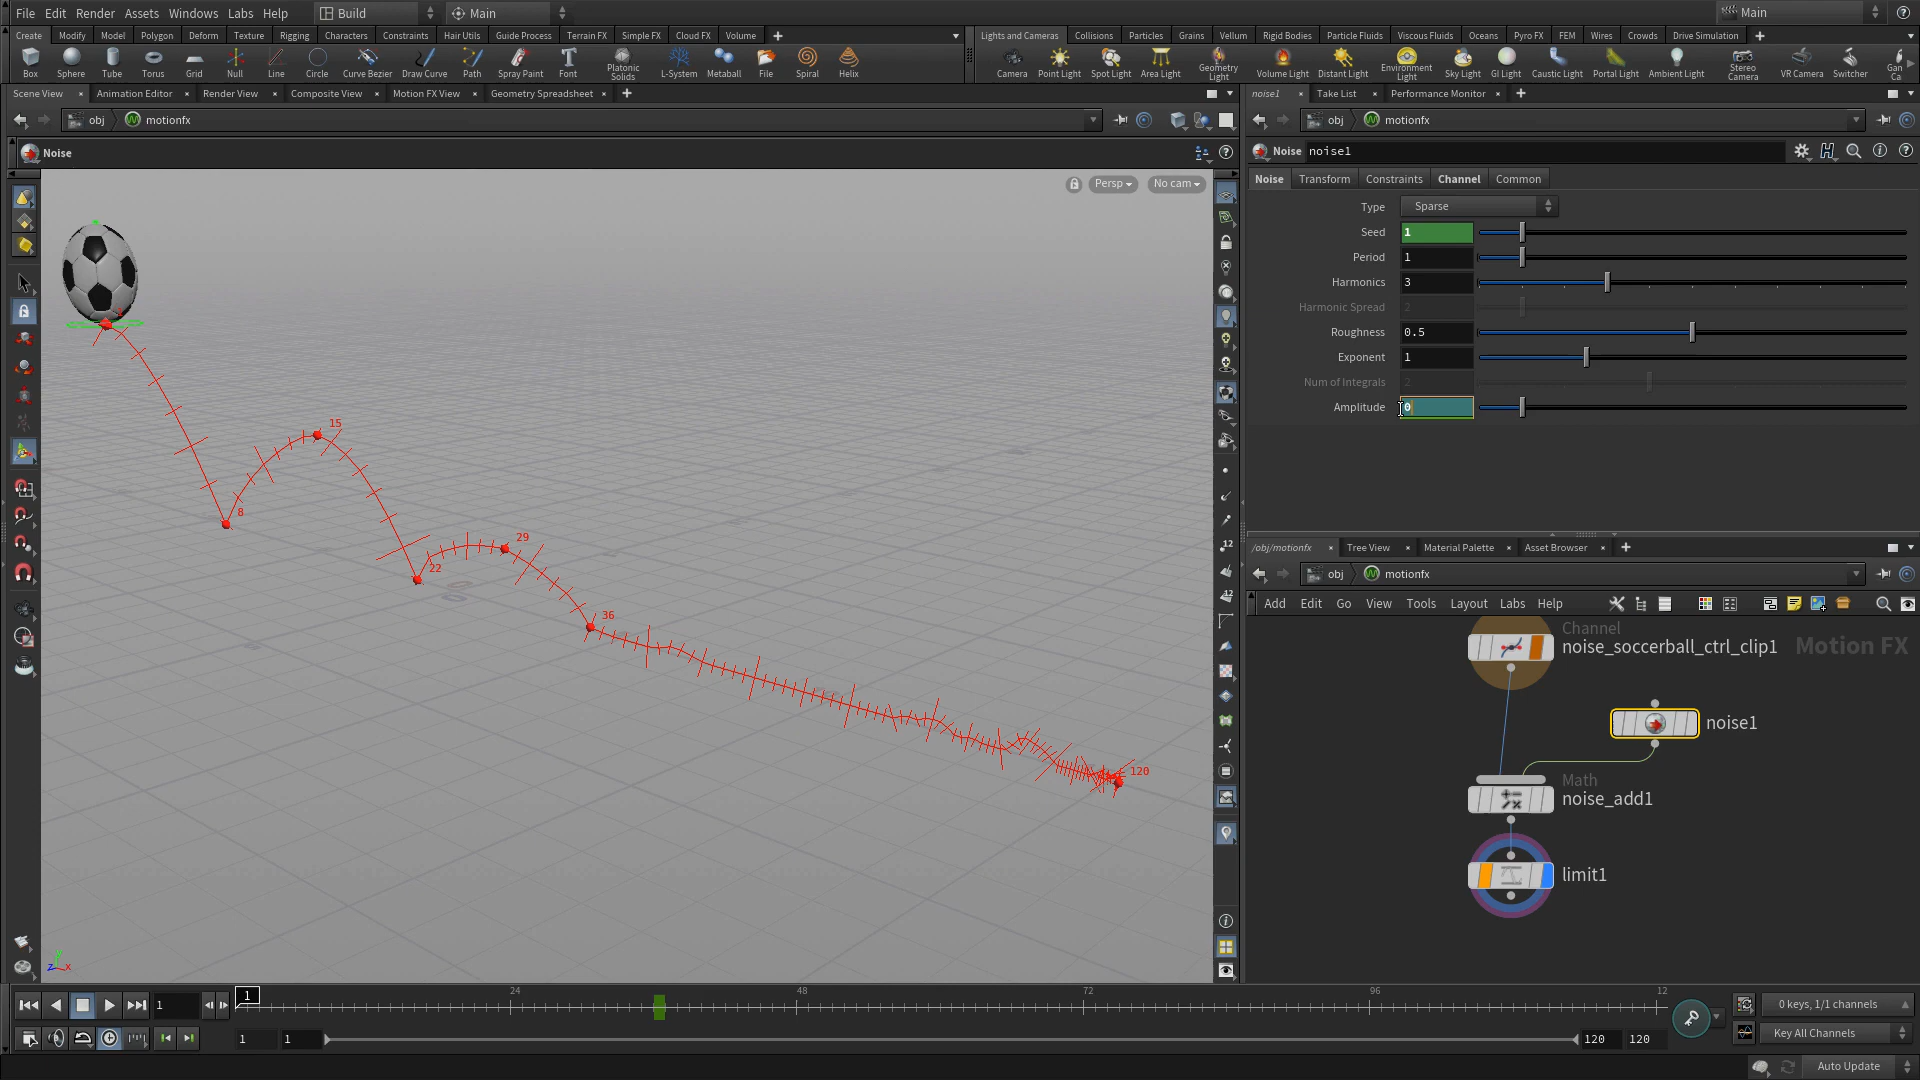 File Edit Render Assets Windows Labs Help Build Main Main
Create Modify Model Polygon Deform Texture Rigging Characters Constraints Hair Utils Guide Process Terrain FX Simple FX Cloud FX Volume
Lights and Cameras Collisions Particles Grains Vellum Rigid Bodies Particle Fluids Viscous Fluids Oceans Pyro FX FEM Wires Crowds Drive Simulation
Box Sphere Tube Torus Grid Null Line Circle Curve Bezier Draw Curve Path Spray Paint Font Platonic Solids L-System Metaball File Spiral Helix
Camera Point Light Spot Light Area Light Geometry Light Volume Light Distant Light Environment Light Sky Light GI Light Caustic Light Portal Light Ambient Light Stereo Camera VR Camera Switcher Gan Ca
Scene View Animation Editor Render View Composite View Motion FX View Geometry Spreadsheet
noise1 Take List Performance Monitor
obj motionfx
obj motionfx
Noise
Noise noise1
Noise Transform Constraints Channel Common
Persp No cam
Type Sparse
Seed 1
Period 1
Harmonics 3
Harmonic Spread 2
Roughness 0.5
Exponent 1
Num of Integrals 2
Amplitude 0
15
8
29
22
36
120
12
12
/obj/motionfx Tree View Material Palette Asset Browser
obj motionfx
Add Edit Go View Tools Layout Labs Help
Channel
noise_soccerball_ctrl_clip1
Motion FX
noise1
Math
noise_add1
limit1
y
z x
1 1 24 48 72 96 12
0 keys, 1/1 channels
1 1 120 120
Key All Channels
Auto Update